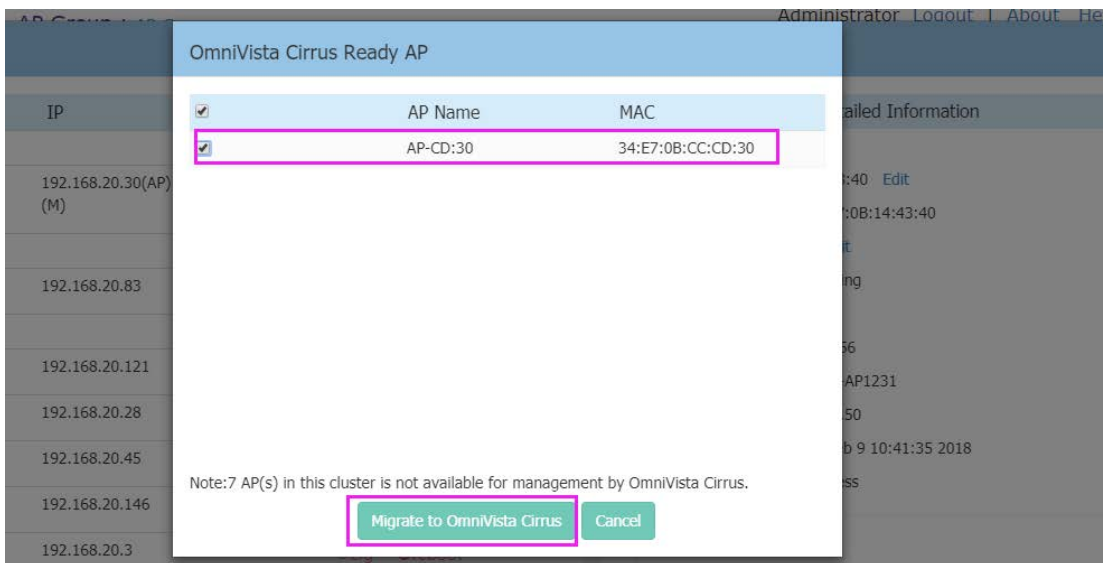 Administrator Logout | About He
OmniVista Cirrus Ready AP
IP
AP Name MAC
ailed Information
AP-CD:30 34:E7:0B:CC:CD:30
192.168.20.30(AP)
(M)
:40 Edit
:0B:14:43:40
192.168.20.83
ing
56
192.168.20.121
-AP1231
192.168.20.28
.50
192.168.20.45
b 9 10:41:35 2018
Note:7 AP(s) in this cluster is not available for management by OmniVista Cirrus.
ess
192.168.20.146
Migrate to OmniVista Cirrus Cancel
192.168.20.3